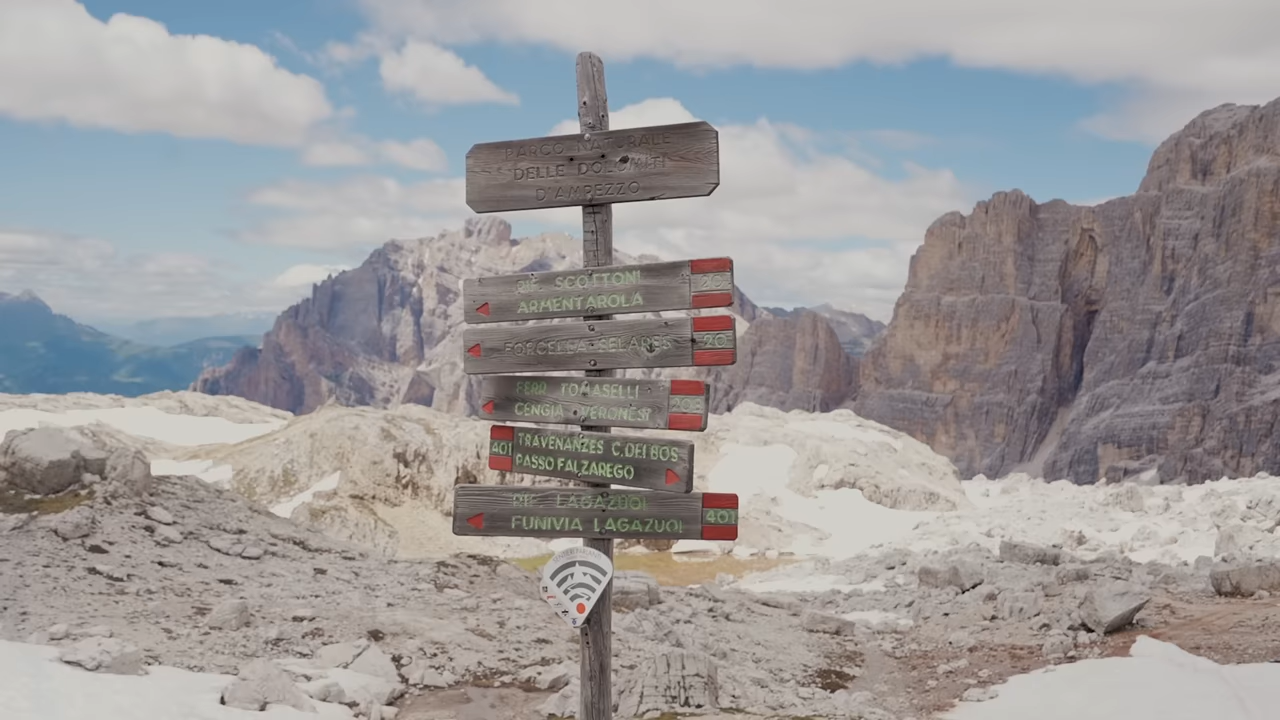 PARCO NATURALE
DELLE DOLOMITI
D'AMPEZZO
RIF. SCOTTONI
ARMENTAROLA
20
FORCELLA SELARES
20
FERR. TOMASELLI
CENGIA VERONESI
20B
401
TRAVENANZES C.DEI BOS
PASSO FALZAREGO
RIF. LAGAZUOI
FUNIVIA LAGAZUOI
401